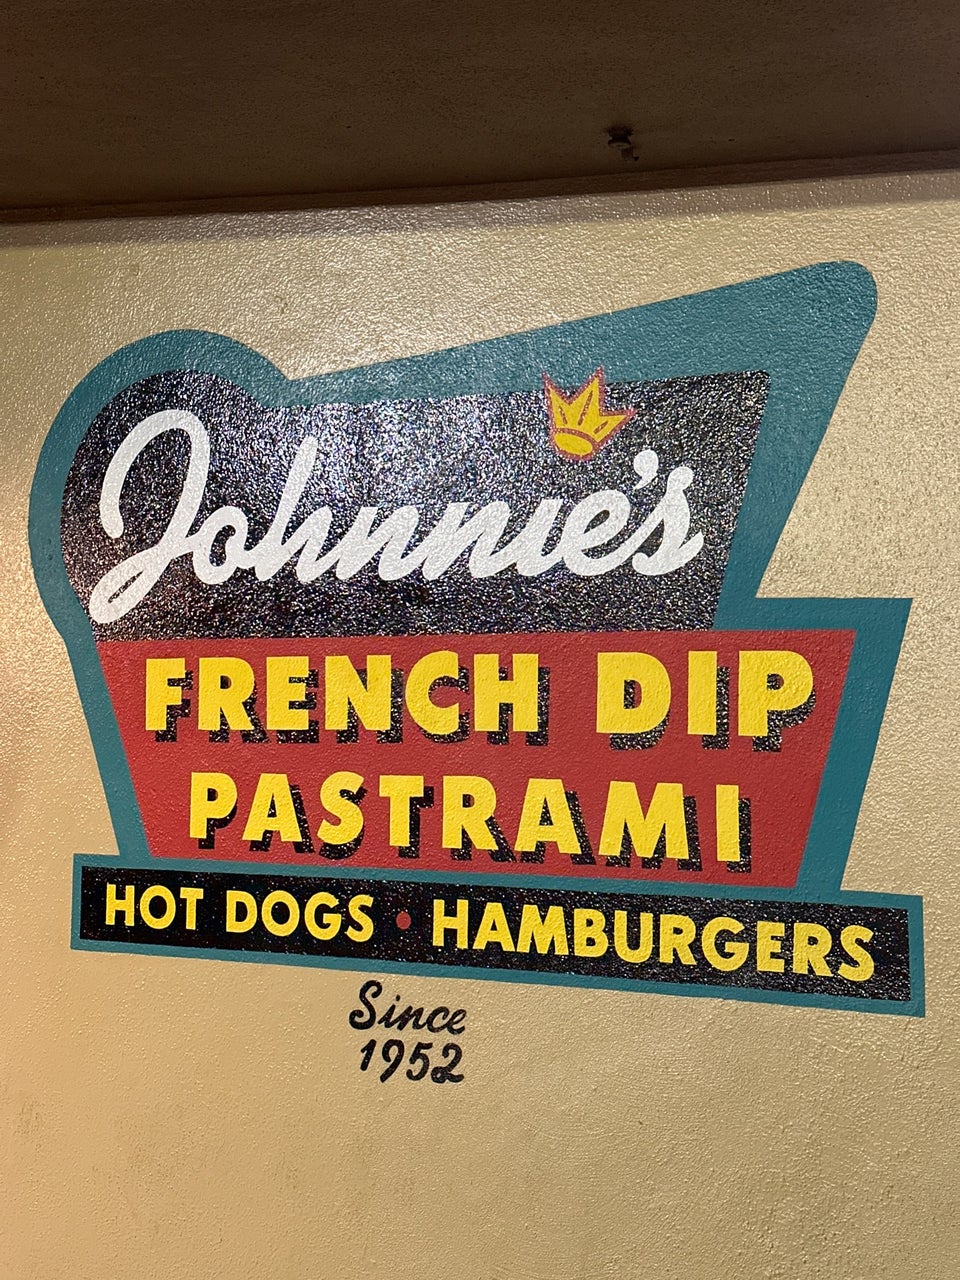 Johnnie's
FRENCH DIP
PASTRAMI
HOT DOGS • HAMBURGERS
Since
1952